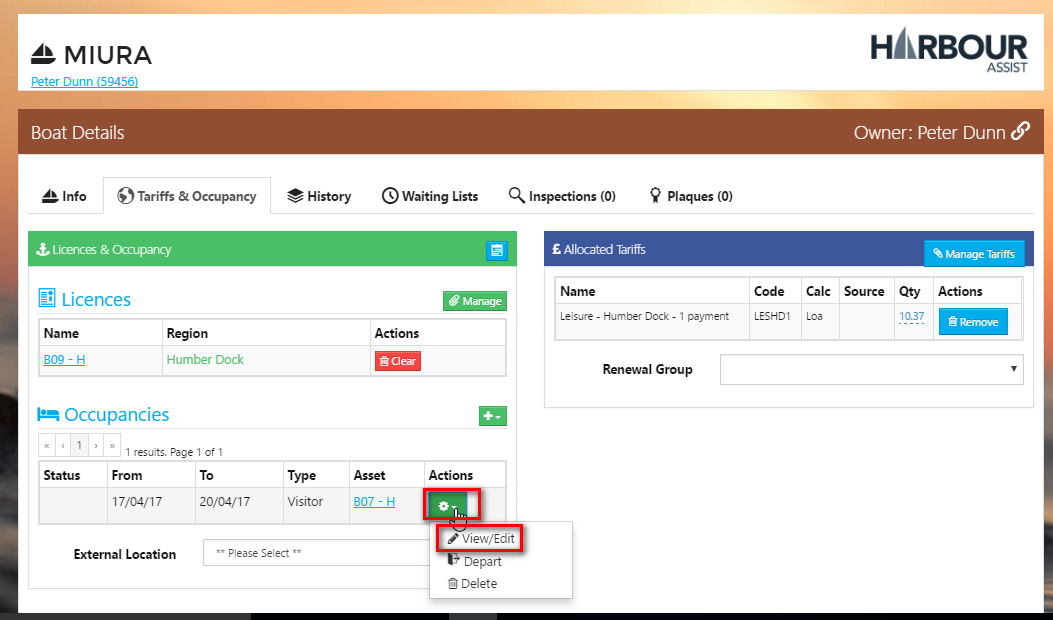 MIURA
HARBOUR
ASSIST
Peter Dunn (59456)
Boat Details
Owner: Peter Dunn
Info
Tariffs & Occupancy
History
Waiting Lists
Inspections (0)
Plaques (0)
Licences & Occupancy
Licences
Manage
Name Region Actions
B09 - H Humber Dock Clear
Occupancies
+
« ‹ 1 › » 1 results. Page 1 of 1
Status From To Type Asset Actions
17/04/17 20/04/17 Visitor B07 - H
External Location ** Please Select **
View/Edit
Depart
Delete
£ Allocated Tariffs
Manage Tariffs
Name Code Calc Source Qty Actions
Leisure - Humber Dock - 1 payment LESHD1 Loa 10.37 Remove
Renewal Group